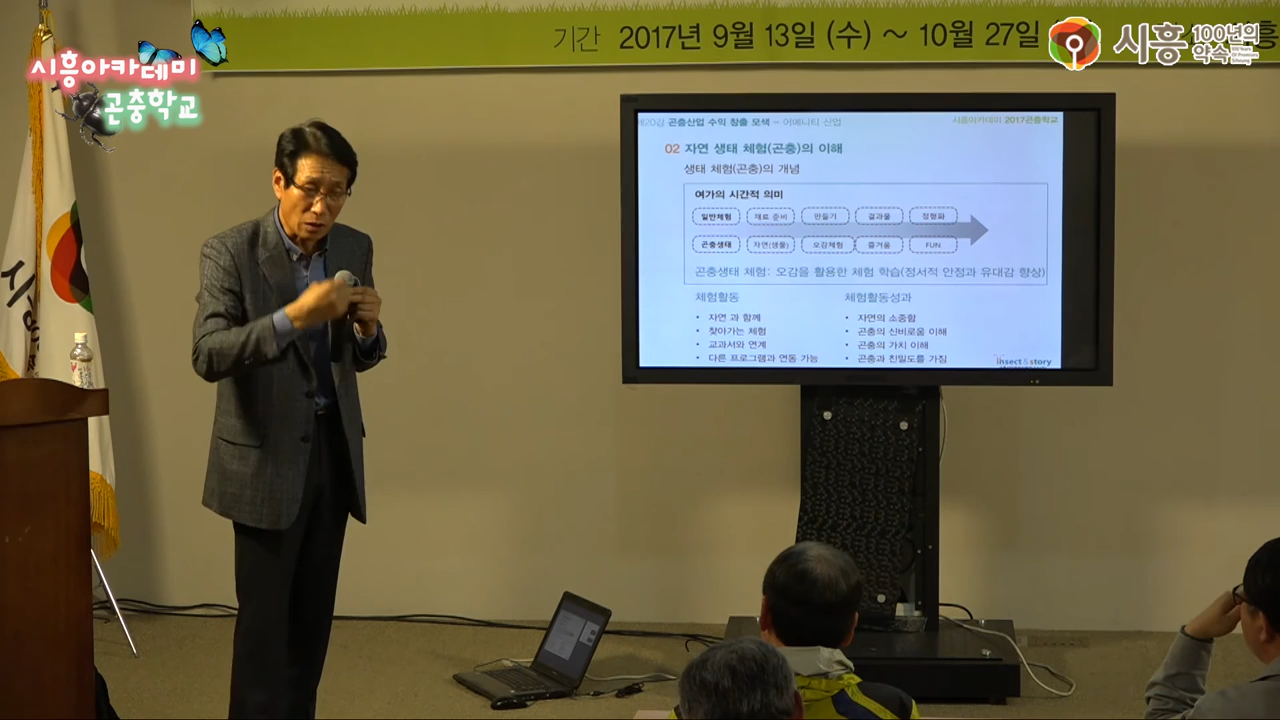 기간 2017년 9월 13일 (수) ~ 10월 27일
시흥
100년의
약속
시흥아카데미
곤충학교
제20강 곤충산업 수익 창출 모색 - 어메니티 산업
시흥아카데미 2017곤충학교
02 자연 생태 체험(곤충)의 이해
생태 체험(곤충)의 개념
여가의 시간적 의미
일반체험 재료 준비 만들기 결과물 정형화
곤충생태 자연(생물) 오감체험 즐거움 FUN
곤충생태 체험: 오감을 활용한 체험 학습(정서적 안정과 유대감 향상)
체험활동
• 자연 과 함께
• 찾아가는 체험
• 교과서와 연계
• 다른 프로그램과 연동 가능
체험활동성과
• 자연의 소중함
• 곤충의 신비로움 이해
• 곤충의 가치 이해
• 곤충과 친밀도를 가짐
insect & story